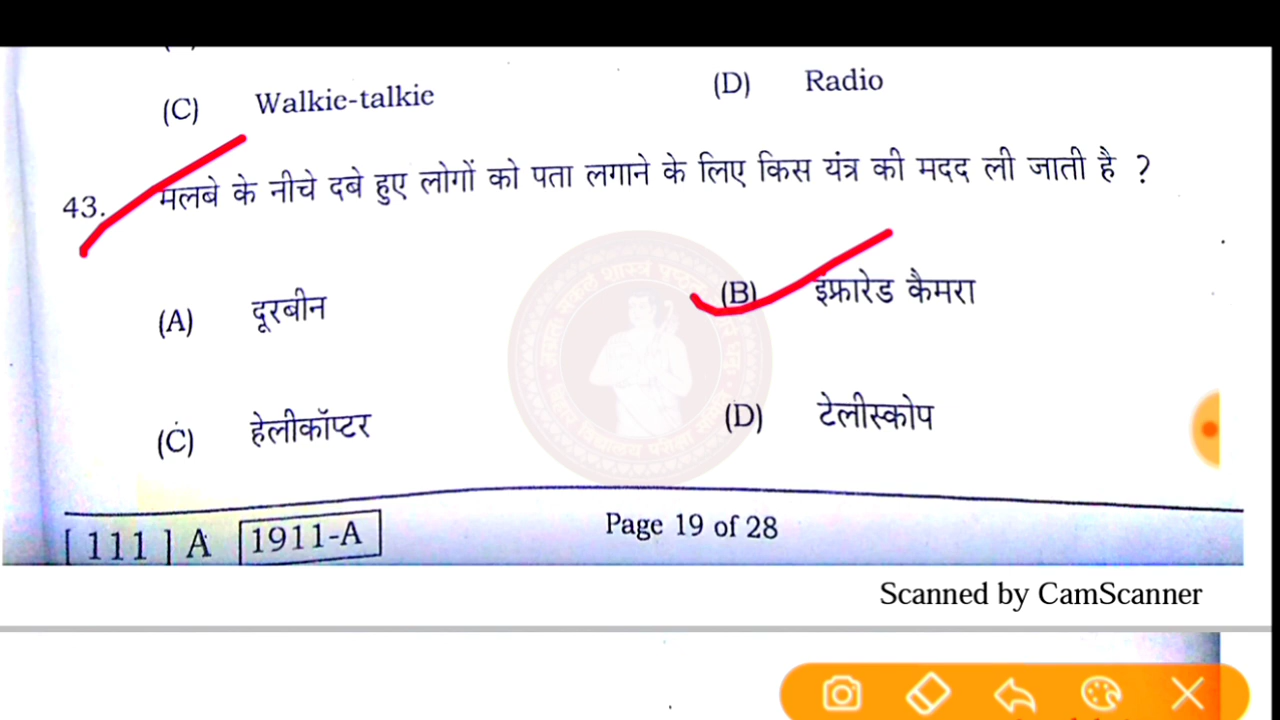 (C) Walkie-talkie (D) Radio
43. मलबे के नीचे दबे हुए लोगों को पता लगाने के लिए किस यंत्र की मदद ली जाती है ?
(A) दूरबीन (B) इंफ्रारेड कैमरा
(C) हेलीकॉप्टर (D) टेलीस्कोप
[ 111 ] A 1911-A Page 19 of 28
Scanned by CamScanner